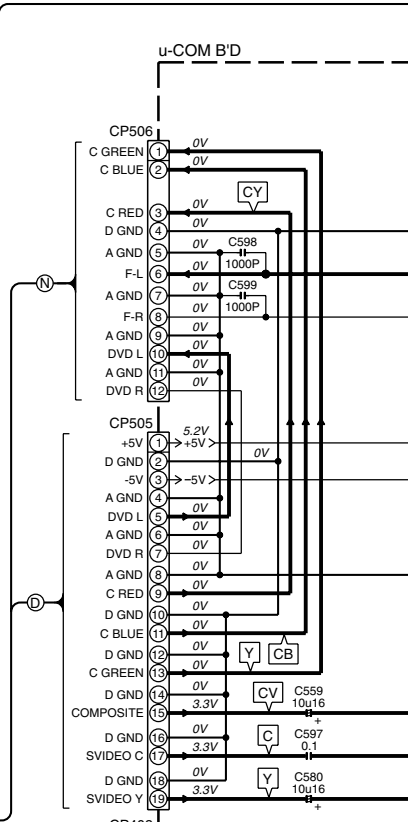 u-COM B'D
CP506
C GREEN 1 0V
C BLUE 2 0V
CY
C RED 3 0V
D GND 4 0V
A GND 5 0V C598
1000P
F-L 6 0V
C599
A GND 7 0V
1000P
F-R 8 0V
A GND 9 0V
DVD L 10 0V
A GND 11 0V
DVD R 12 0V
N
CP505
+5V 1 5.2V +5V
D GND 2 0V
-5V 3 -5V
A GND 4 0V
DVD L 5 0V
A GND 6 0V
DVD R 7 0V
A GND 8 0V
C RED 9 0V
D GND 10 0V
C BLUE 11 0V
D GND 12 0V Y CB
C GREEN 13 0V
D GND 14 0V CV C559
10u16
COMPOSITE 15 3.3V
+
D GND 16 0V C C597
0.1
SVIDEO C 17 3.3V
D GND 18 0V Y C580
10u16
SVIDEO Y 19 3.3V
+
D